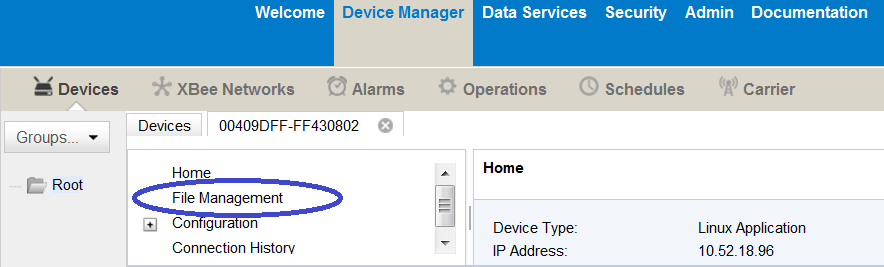 Welcome Device Manager Data Services Security Admin Documentation
Devices XBee Networks Alarms Operations Schedules Carrier
Groups... Devices 00409DFF-FF430802
Root
Home
File Management
Configuration
Connection History
Home
Device Type: Linux Application
IP Address: 10.52.18.96